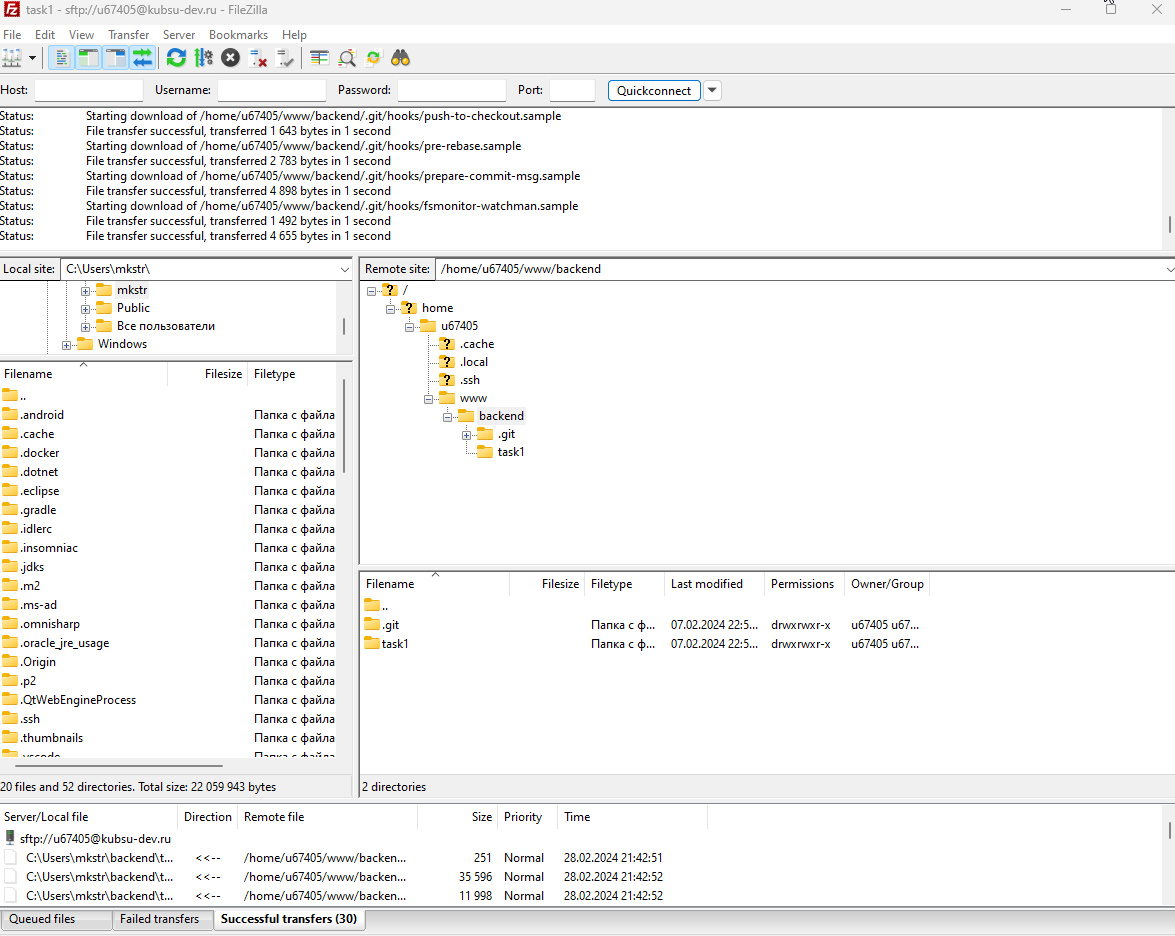 task1 - sftp://u67405@kubsu-dev.ru - FileZilla
File Edit View Transfer Server Bookmarks Help
Host: Username: Password: Port: Quickconnect
Status: Starting download of /home/u67405/www/backend/.git/hooks/push-to-checkout.sample
Status: File transfer successful, transferred 1 643 bytes in 1 second
Status: Starting download of /home/u67405/www/backend/.git/hooks/pre-rebase.sample
Status: File transfer successful, transferred 2 783 bytes in 1 second
Status: Starting download of /home/u67405/www/backend/.git/hooks/prepare-commit-msg.sample
Status: File transfer successful, transferred 4 898 bytes in 1 second
Status: Starting download of /home/u67405/www/backend/.git/hooks/fsmonitor-watchman.sample
Status: File transfer successful, transferred 1 492 bytes in 1 second
Status: File transfer successful, transferred 4 655 bytes in 1 second
Local site: C:\Users\mkstr\
mkstr
Public
Все пользователи
Windows
Filename Filesize Filetype
..
.android Папка с файла
.cache Папка с файла
.docker Папка с файла
.dotnet Папка с файла
.eclipse Папка с файла
.gradle Папка с файла
.idlerc Папка с файла
.insomniac Папка с файла
.jdks Папка с файла
.m2 Папка с файла
.ms-ad Папка с файла
.omnisharp Папка с файла
.oracle_jre_usage Папка с файла
.Origin Папка с файла
.p2 Папка с файла
.QtWebEngineProcess Папка с файла
.ssh Папка с файла
.thumbnails Папка с файла
.vscode Папка с файла
20 files and 52 directories. Total size: 22 059 943 bytes
Remote site: /home/u67405/www/backend
/
home
u67405
.cache
.local
.ssh
www
backend
.git
task1
Filename Filesize Filetype Last modified Permissions Owner/Group
..
.git Папка с ф... 07.02.2024 22:5... drwxrwxr-x u67405 u67...
task1 Папка с ф... 07.02.2024 22:5... drwxrwxr-x u67405 u67...
2 directories
Server/Local file Direction Remote file Size Priority Time
sftp://u67405@kubsu-dev.ru
C:\Users\mkstr\backend\t... <<-- /home/u67405/www/backen... 251 Normal 28.02.2024 21:42:51
C:\Users\mkstr\backend\t... <<-- /home/u67405/www/backen... 35 596 Normal 28.02.2024 21:42:52
C:\Users\mkstr\backend\t... <<-- /home/u67405/www/backen... 11 998 Normal 28.02.2024 21:42:52
Queued files Failed transfers Successful transfers (30)